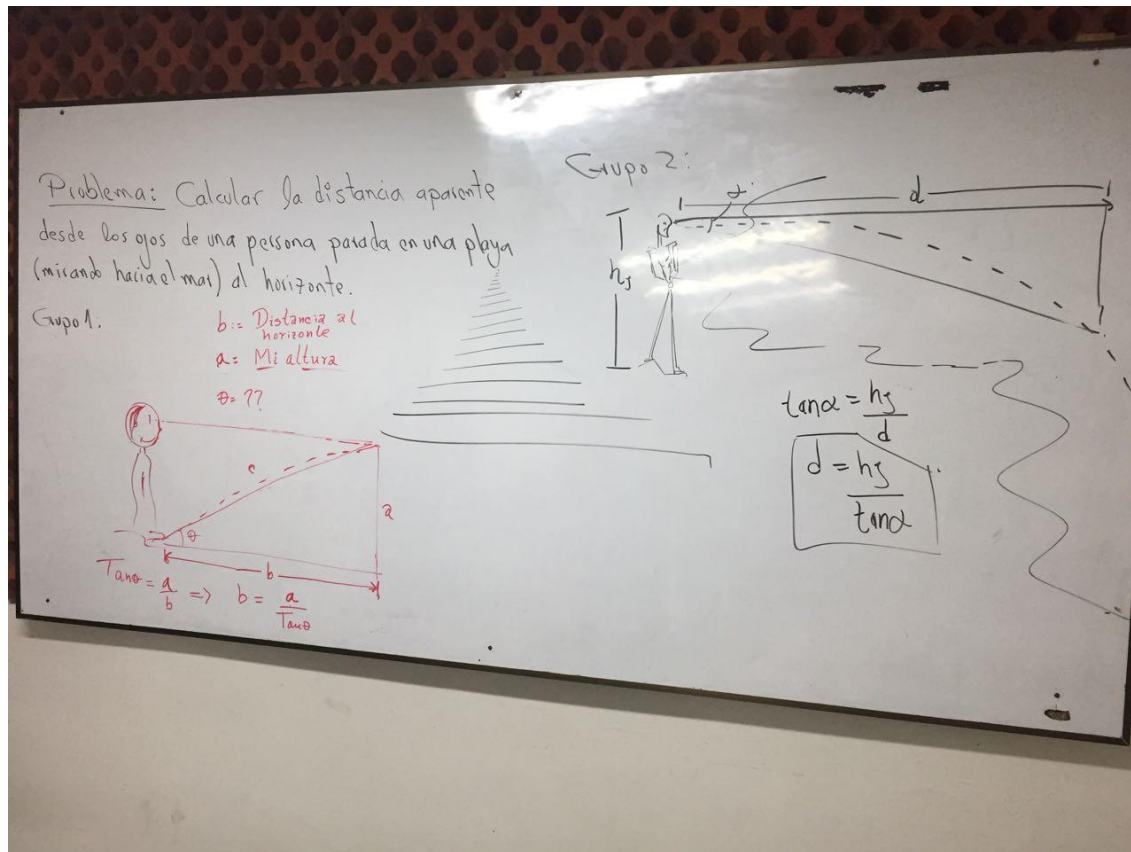 Problema: Calcular la distancia aparente
desde los ojos de una persona parada en una playa
(mirando hacia el mar) al horizonte.
Grupo 1.
b:= Distancia al
horizonte
a= Mi altura
θ= ??
c
θ
a
b
Tanθ = a/b => b = a/Tanθ
Grupo 2:
α
d
hj
tanα = hj/d
d = hj/tanα